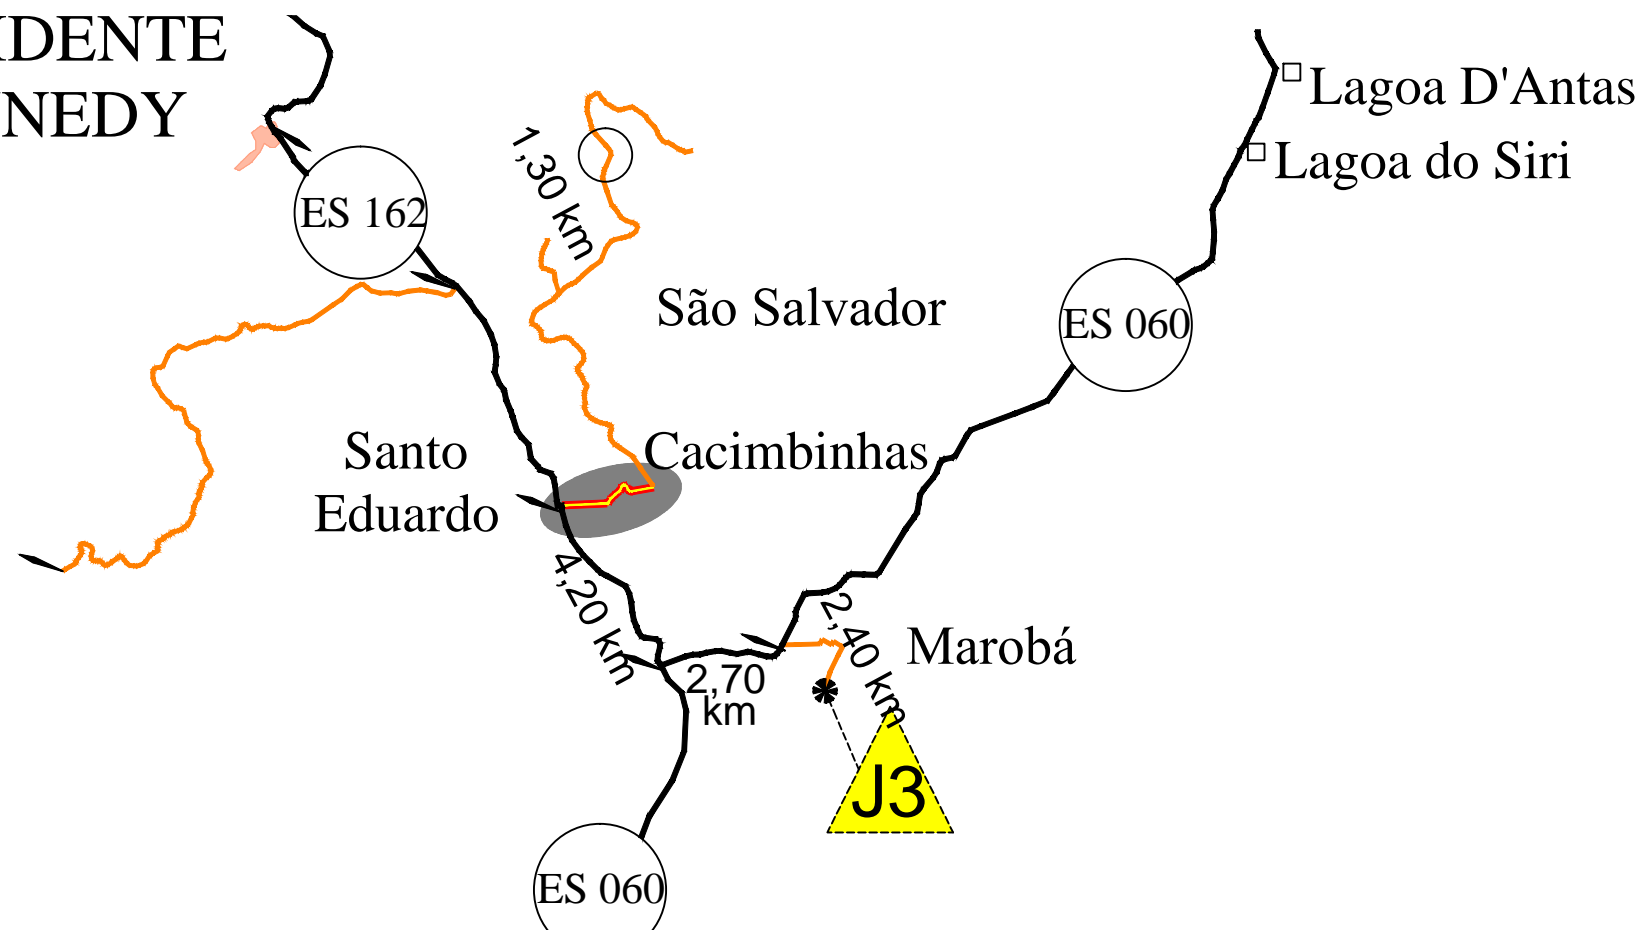 IDENTE
NEDY
Lagoa D'Antas
Lagoa do Siri
1,30 km
ES 162
São Salvador
ES 060
Santo
Eduardo
Cacimbinhas
4,20 km
2,40 km
Marobá
2,70
km
J3
ES 060